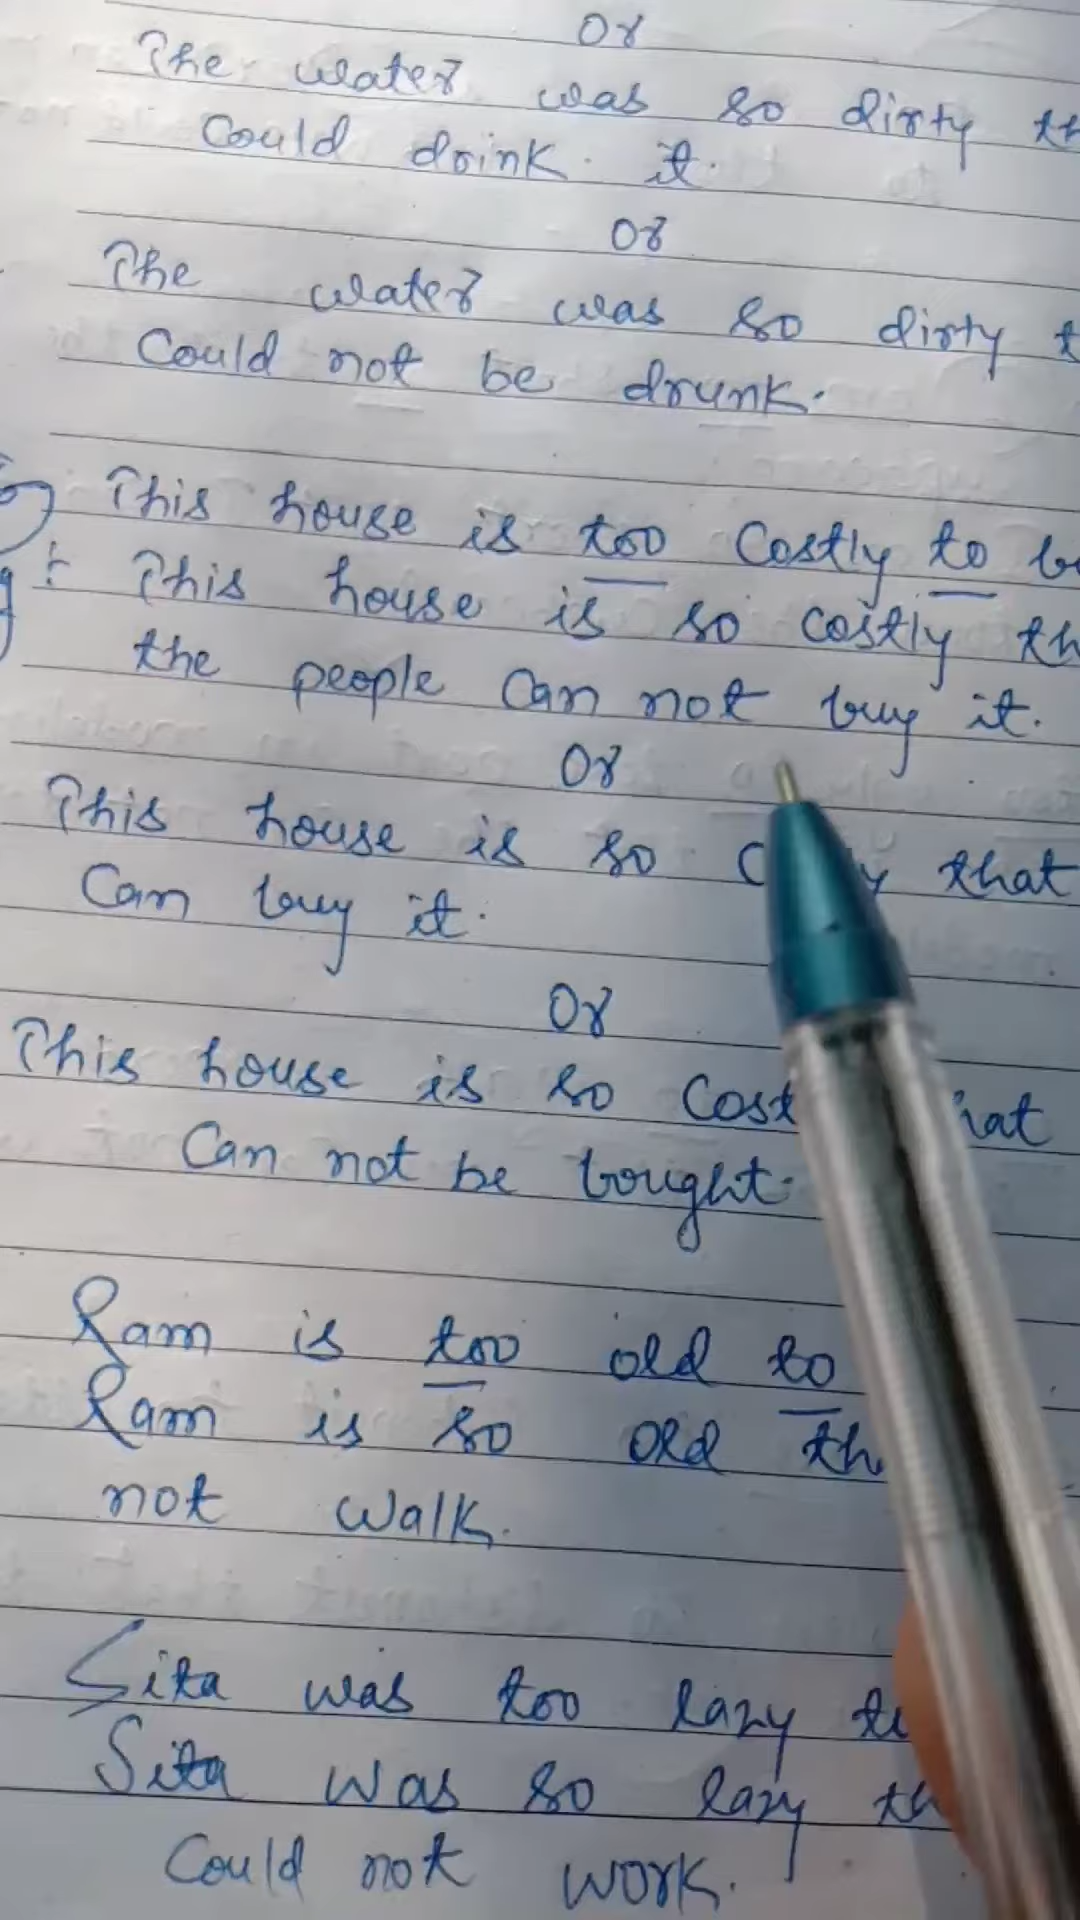 Or
The water was so dirty
Could drink it.
Or
The water was so dirty
Could not be drunk.
This house is too Costly to
This house is so costly
the people Can not buy it.
Or
This house is so that
Can buy it.
Or
This house is so
Can not be bought.
Ram is too old to
Ram is so old
not walk.
Sita was too lazy
Sita was so lazy
Could not work.